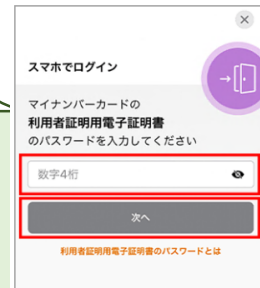 スマホでログイン
マイナンバーカードの
利用者証明用電子証明書
のパスワードを入力してください
数字4桁
次へ
利用者証明用電子証明書のパスワードとは